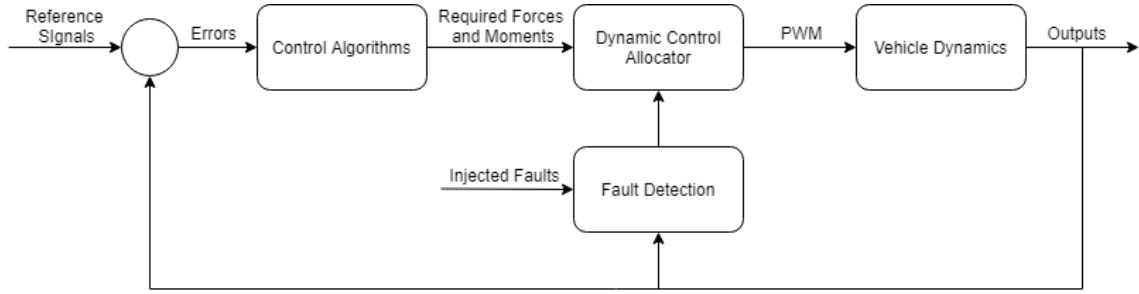 Reference
SIgnals
Errors
Control Algorithms
Required Forces
and Moments
Dynamic Control
Allocator
PWM
Vehicle Dynamics
Outputs
Injected Faults
Fault Detection